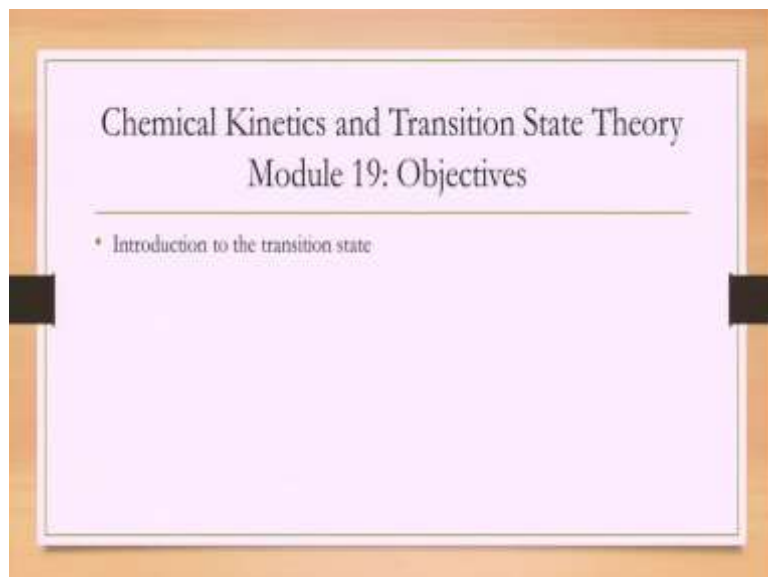 Chemical Kinetics and Transition State Theory
Module 19: Objectives
• Introduction to the transition state